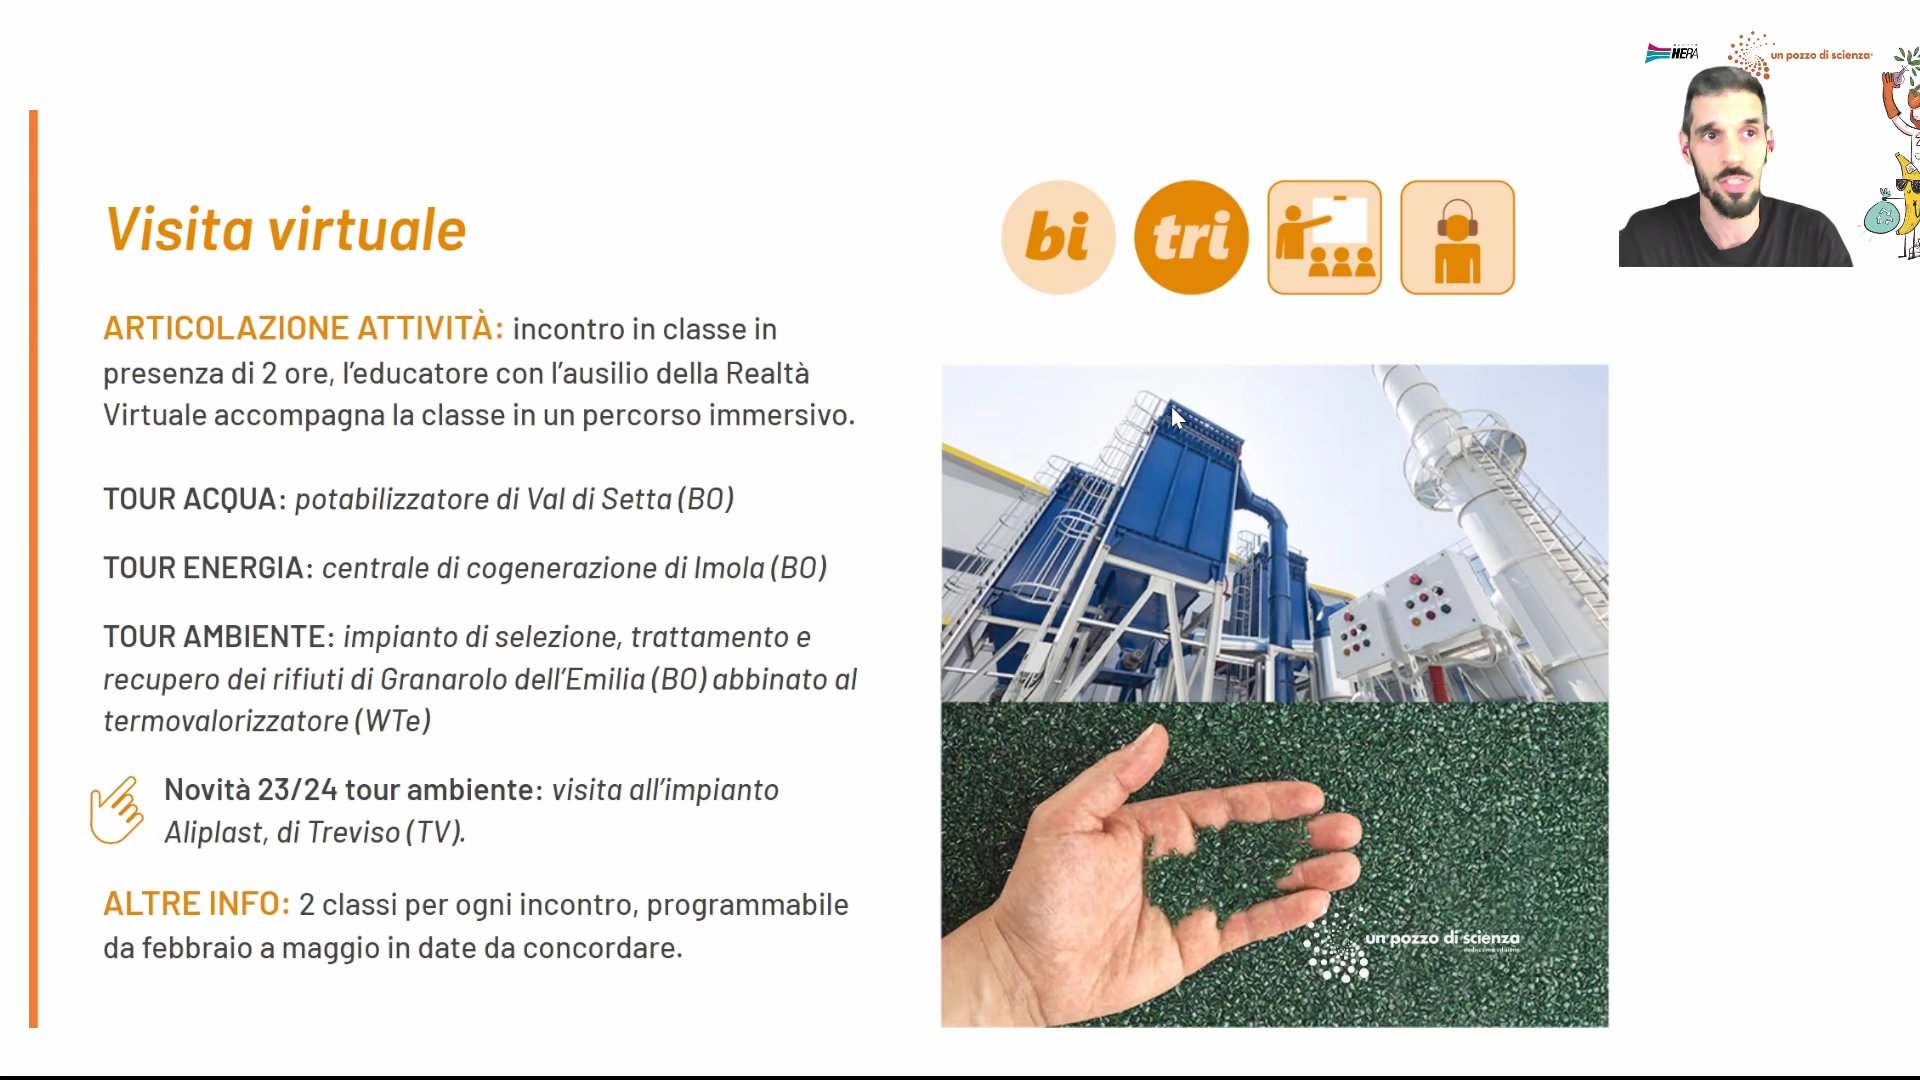 HERA
un pozzo di scienza
Visita virtuale
bi
tri
ARTICOLAZIONE ATTIVITÀ: incontro in classe in
presenza di 2 ore, l'educatore con l'ausilio della Realtà
Virtuale accompagna la classe in un percorso immersivo.
TOUR ACQUA: potabilizzatore di Val di Setta (BO)
TOUR ENERGIA: centrale di cogenerazione di Imola (BO)
TOUR AMBIENTE: impianto di selezione, trattamento e
recupero dei rifiuti di Granarolo dell'Emilia (BO) abbinato al
termovalorizzatore (WTe)
Novità 23/24 tour ambiente: visita all'impianto
Aliplast, di Treviso (TV).
ALTRE INFO: 2 classi per ogni incontro, programmabile
da febbraio a maggio in date da concordare.
un pozzo di scienza